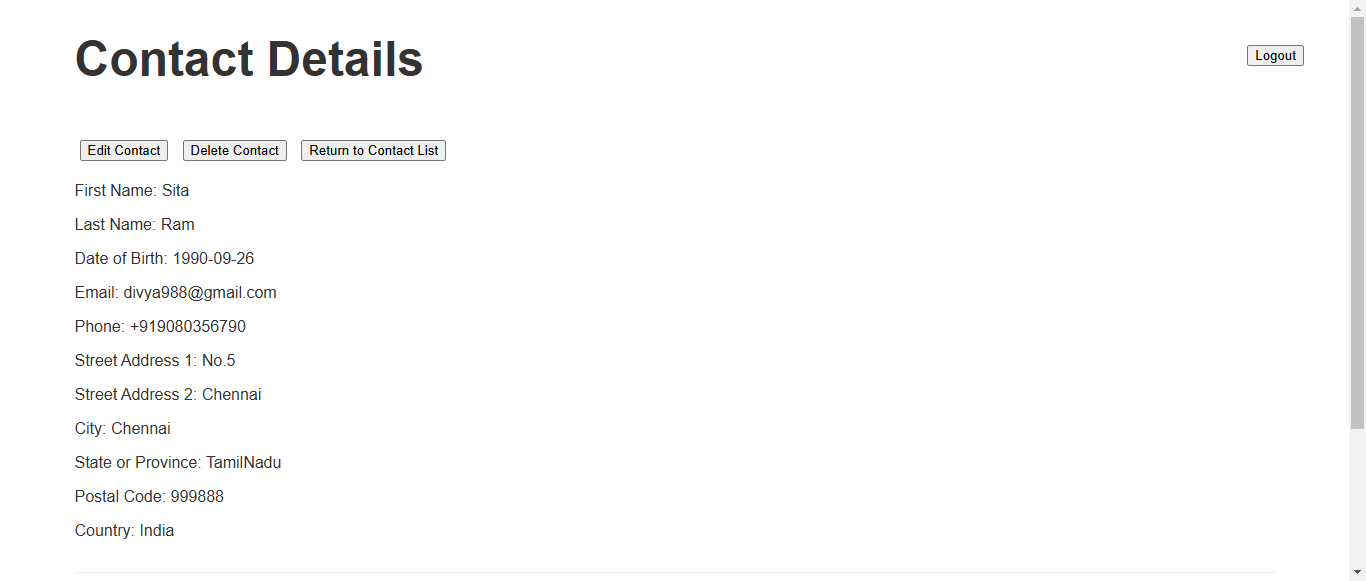 Contact Details
Logout
Edit Contact Delete Contact Return to Contact List
First Name: Sita
Last Name: Ram
Date of Birth: 1990-09-26
Email: divya988@gmail.com
Phone: +919080356790
Street Address 1: No.5
Street Address 2: Chennai
City: Chennai
State or Province: TamilNadu
Postal Code: 999888
Country: India